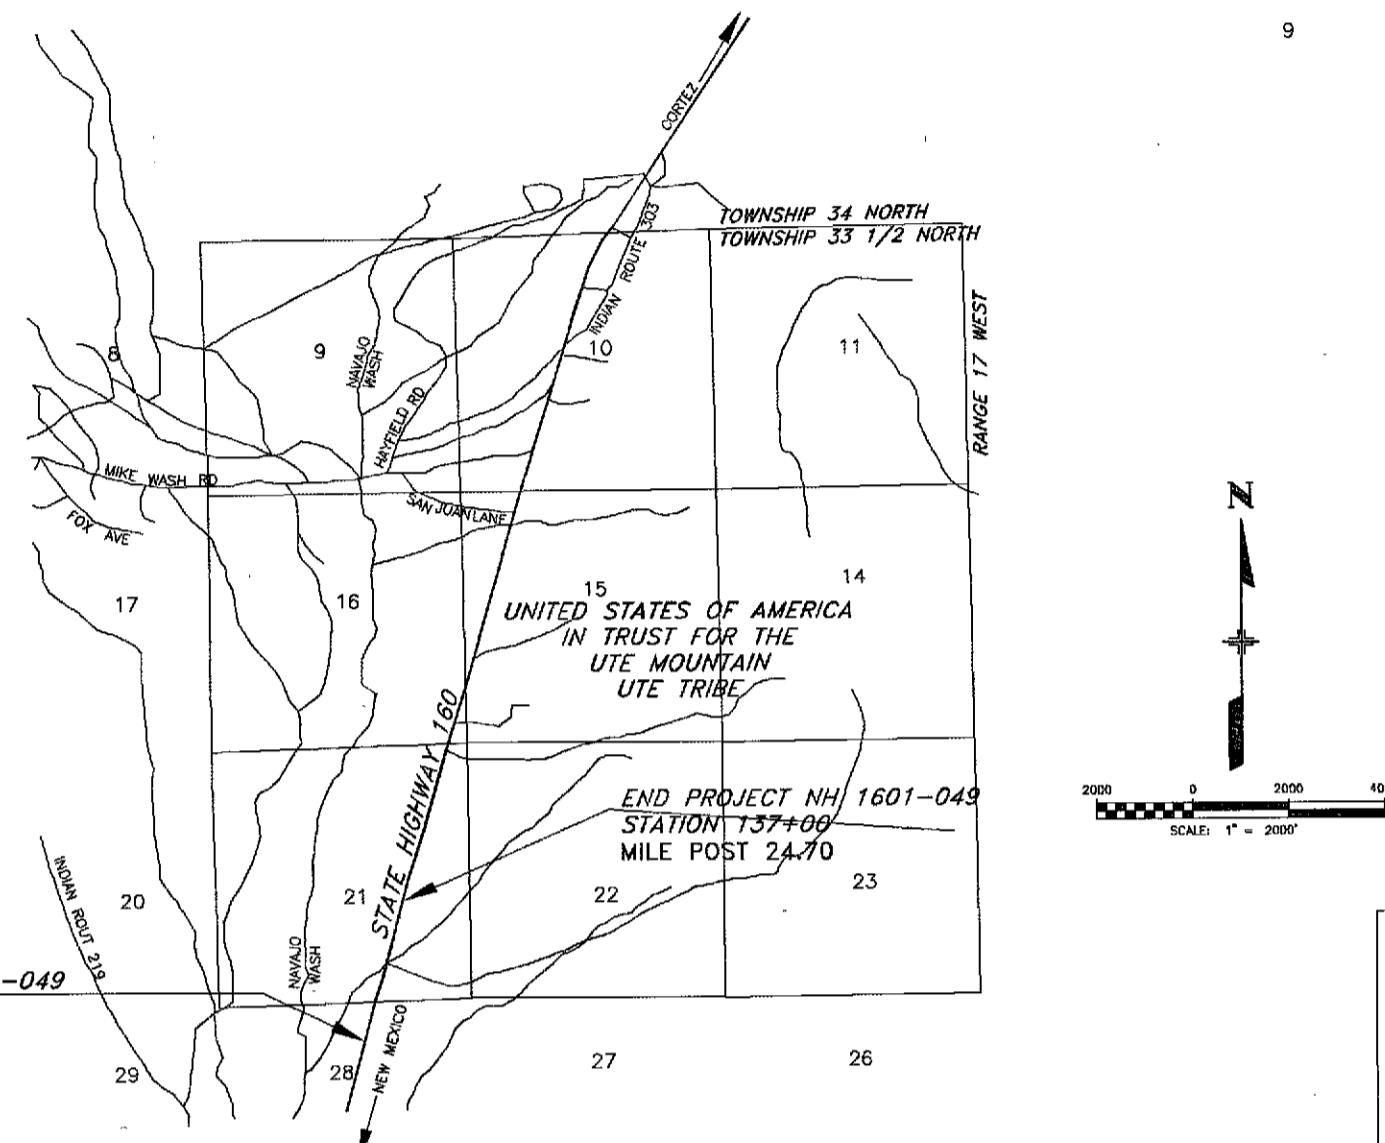 9
CORTEZ
INDIAN ROUTE 303
TOWNSHIP 34 NORTH
TOWNSHIP 33 1/2 NORTH
RANGE 17 WEST
8
9
NAVAJO
WASH
10
11
HAYFIELD RD
MIKE WASH RD
SAN JUAN LANE
FOX AVE
N
17
16
15
14
UNITED STATES OF AMERICA
IN TRUST FOR THE
UTE MOUNTAIN
UTE TRIBE
STATE HIGHWAY 160
END PROJECT NH 1601-049
STATION 137+00
MILE POST 24.70
2000 0 2000 40
SCALE: 1" = 2000'
INDIAN ROUT 219
20
21
22
23
NAVAJO
WASH
-049
NEW MEXICO
29
28
27
26